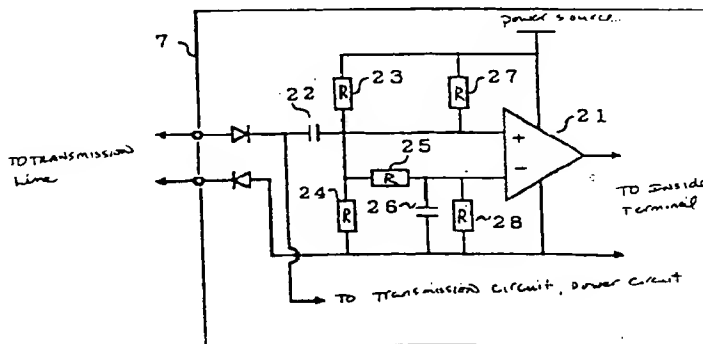 power source...
7
23
27
22
21
R
R
+
TO TRANSMISSION
Line
25
R
−
24
R
26
R
28
TO INSIDE
Terminal
TO Transmission circuit, power circuit